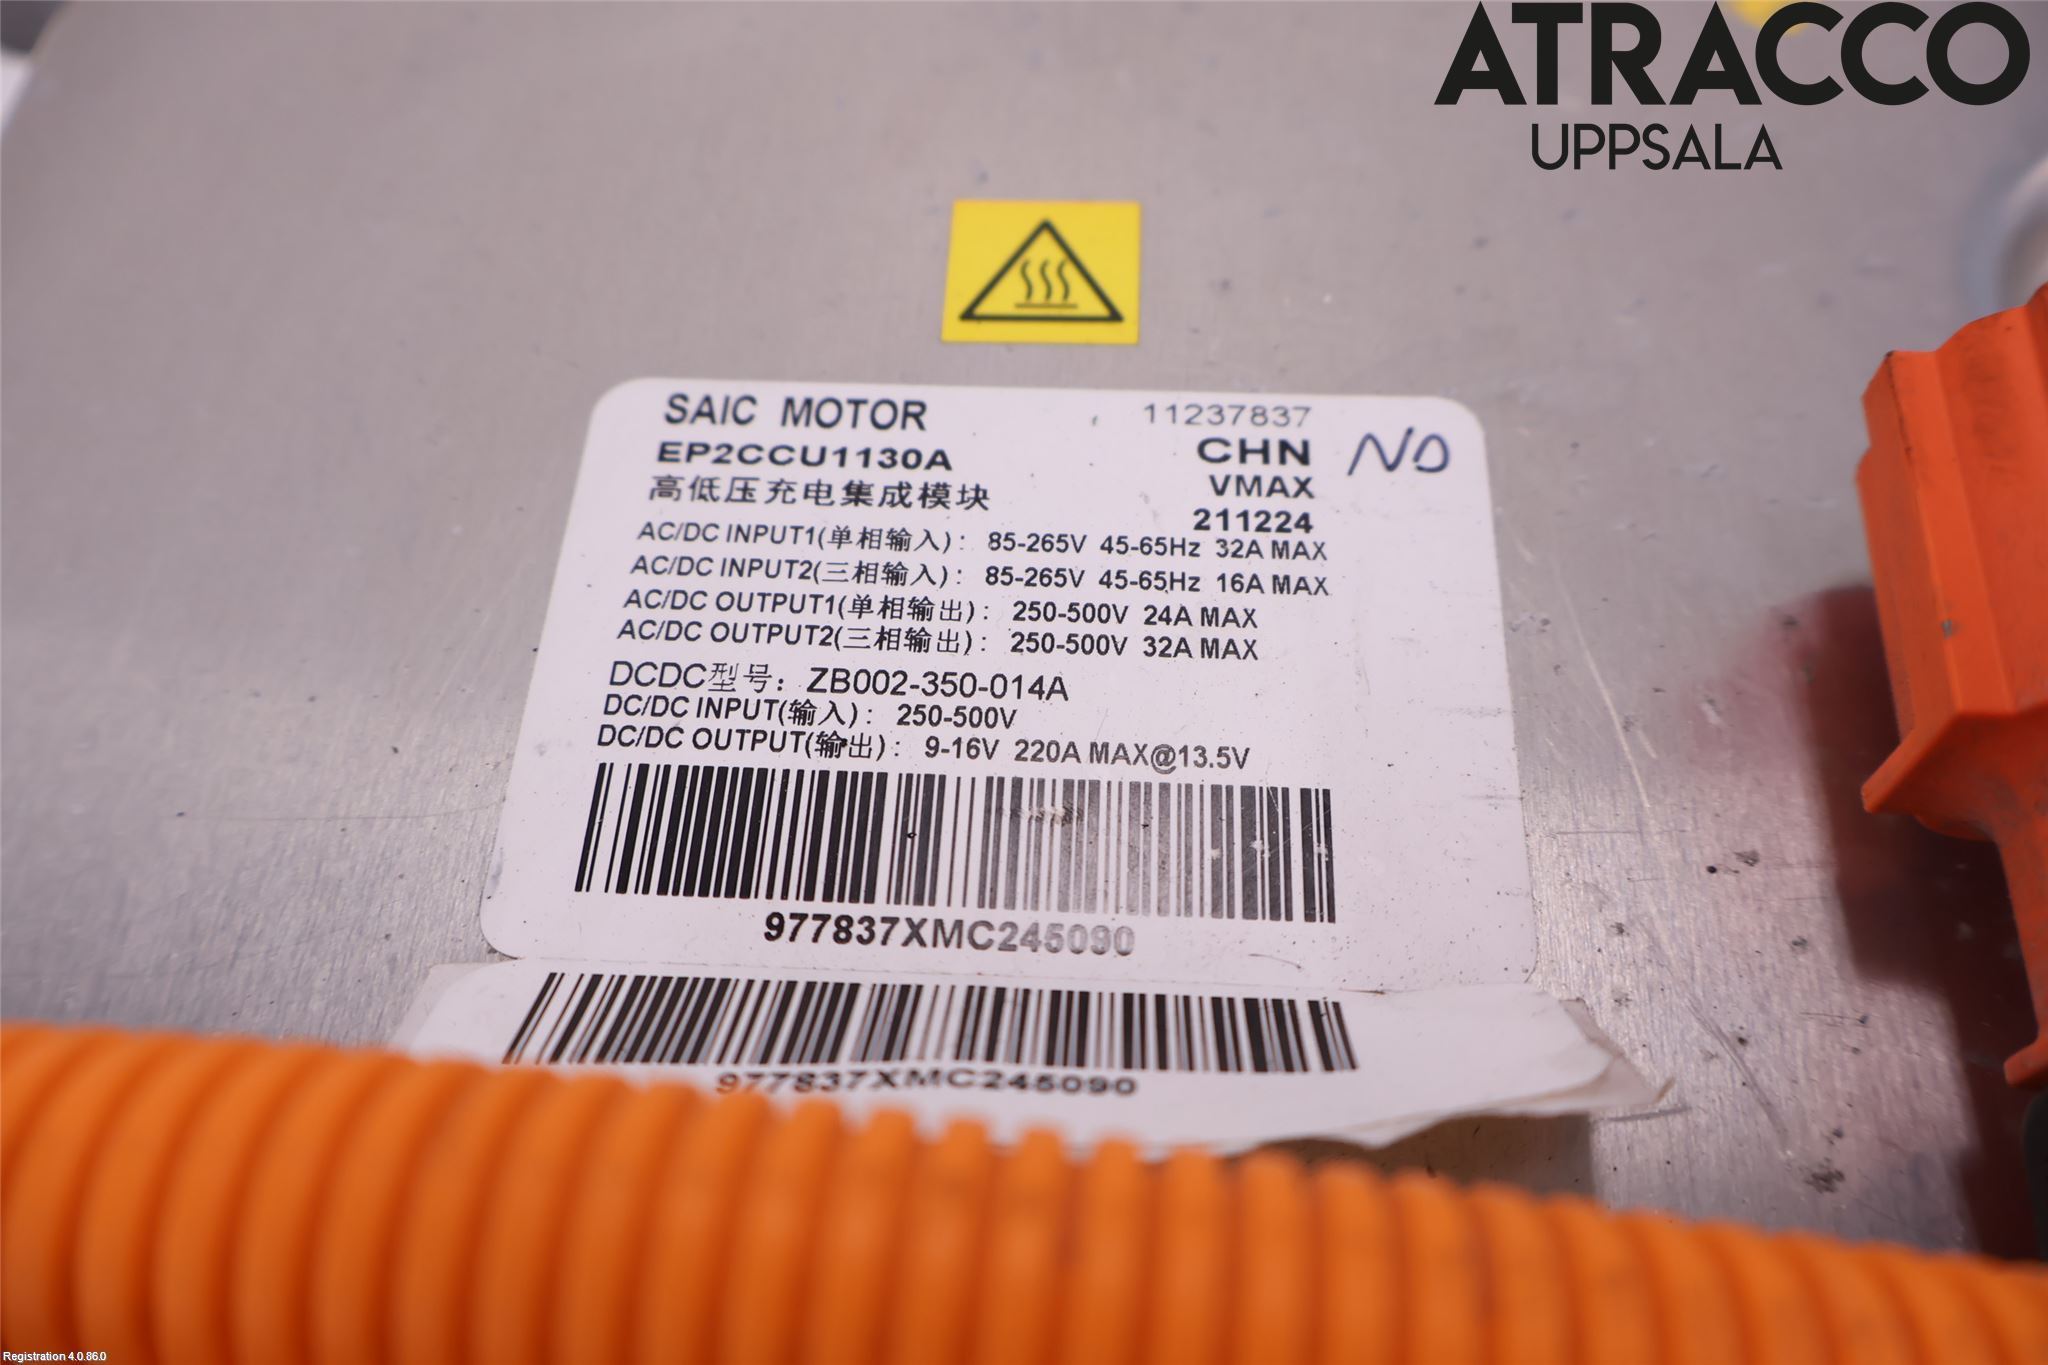 ATRACCO
UPPSALA
SAIC MOTOR 11237837
EP2CCU1130A CHN NO
高低压充电集成模块 VMAX
211224
AC/DC INPUT1(单相输入): 85-265V 45-65Hz 32A MAX
AC/DC INPUT2(三相输入): 85-265V 45-65Hz 16A MAX
AC/DC OUTPUT1(单相输出): 250-500V 24A MAX
AC/DC OUTPUT2(三相输出): 250-500V 32A MAX
DCDC型号: ZB002-350-014A
DC/DC INPUT(输入): 250-500V
DC/DC OUTPUT(输出): 9-16V 220A MAX@13.5V
977837XMC245090
977837XMC245090
Registration 4.0.86.0